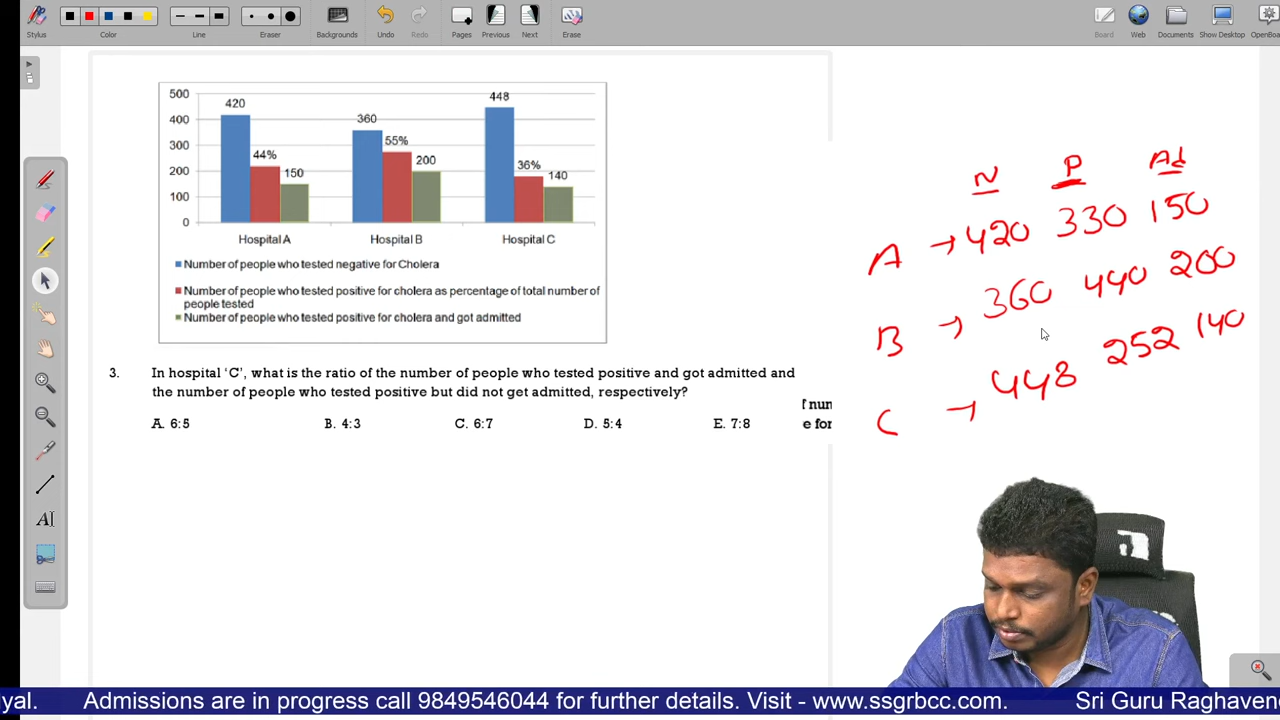 Stylus Color Line Eraser Backgrounds Undo Redo Pages Previous Next Erase Board Web Documents Show Desktop OpenBoa
500
400
300
200
100
0
420
44%
150
360
55%
200
448
36%
140
Hospital A Hospital B Hospital C
Number of people who tested negative for Cholera
Number of people who tested positive for cholera as percentage of total number of
people tested
Number of people who tested positive for cholera and got admitted
3. In hospital ‘C’, what is the ratio of the number of people who tested positive and got admitted and
the number of people who tested positive but did not get admitted, respectively?
f num
e for
A. 6:5 B. 4:3 C. 6:7 D. 5:4 E. 7:8
N P Ad
A → 420 330 150
B → 360 440 200
C → 448 252 140
iyal. Admissions are in progress call 9849546044 for further details. Visit - www.ssgrbcc.com. Sri Guru Raghaven